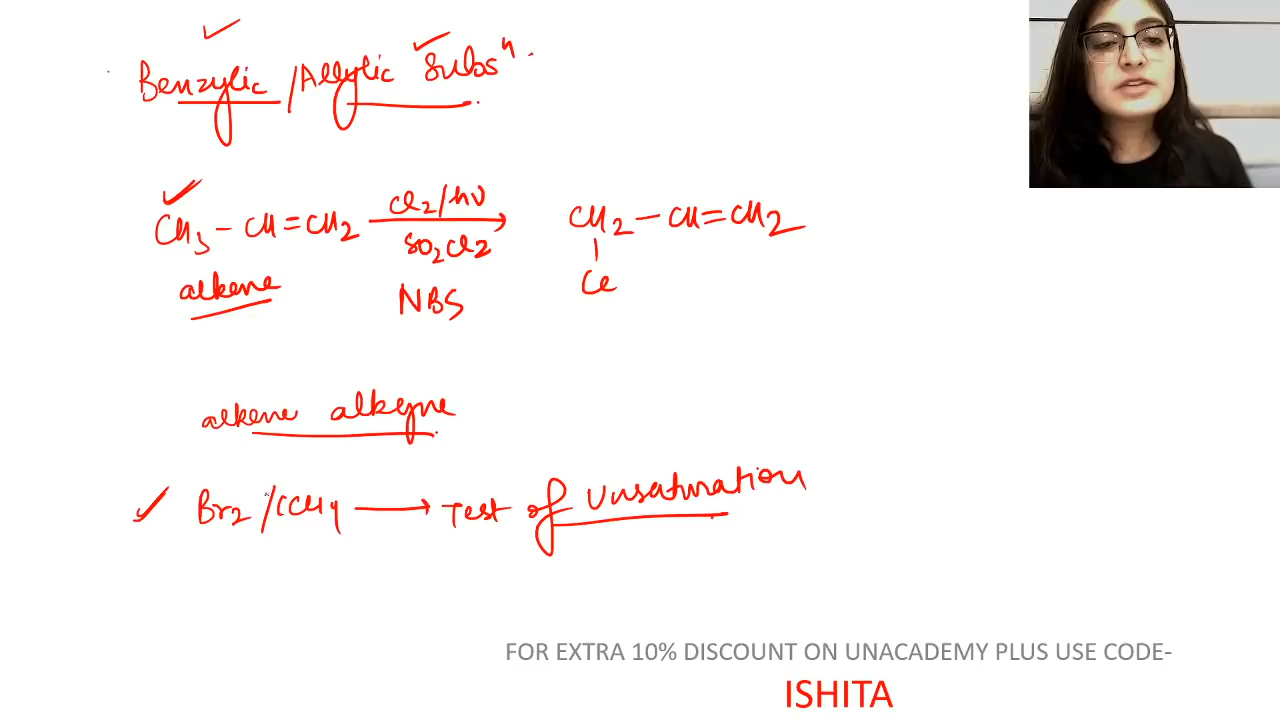 Benzylic /Allylic Subsⁿ.
CH3 - CH = CH2 Cl2/hν CH2 - CH = CH2
SO2Cl2
alkene NBS Cl
alkene alkyne
Br2 /CCl4 → Test of Unsaturation
FOR EXTRA 10% DISCOUNT ON UNACADEMY PLUS USE CODE-
ISHITA